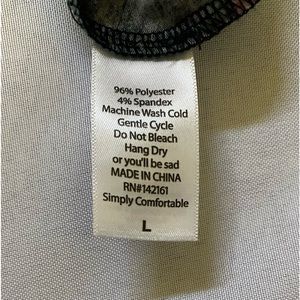 96% Polyester
4% Spandex
Machine Wash Cold
Gentle Cycle
Do Not Bleach
Hang Dry
or you'll be sad
MADE IN CHINA
RN#142161
Simply Comfortable
L